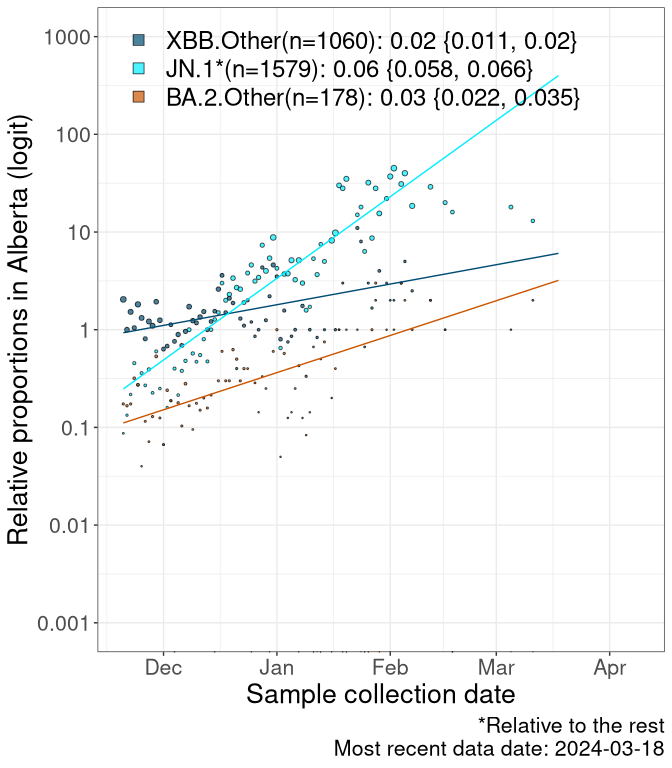 XBB.Other(n=1060): 0.02 {0.011, 0.02}
JN.1*(n=1579): 0.06 {0.058, 0.066}
BA.2.Other(n=178): 0.03 {0.022, 0.035}
Relative proportions in Alberta (logit)
1000
100
10
1
0.1
0.01
0.001
Dec Jan Feb Mar Apr
Sample collection date
*Relative to the rest
Most recent data date: 2024-03-18